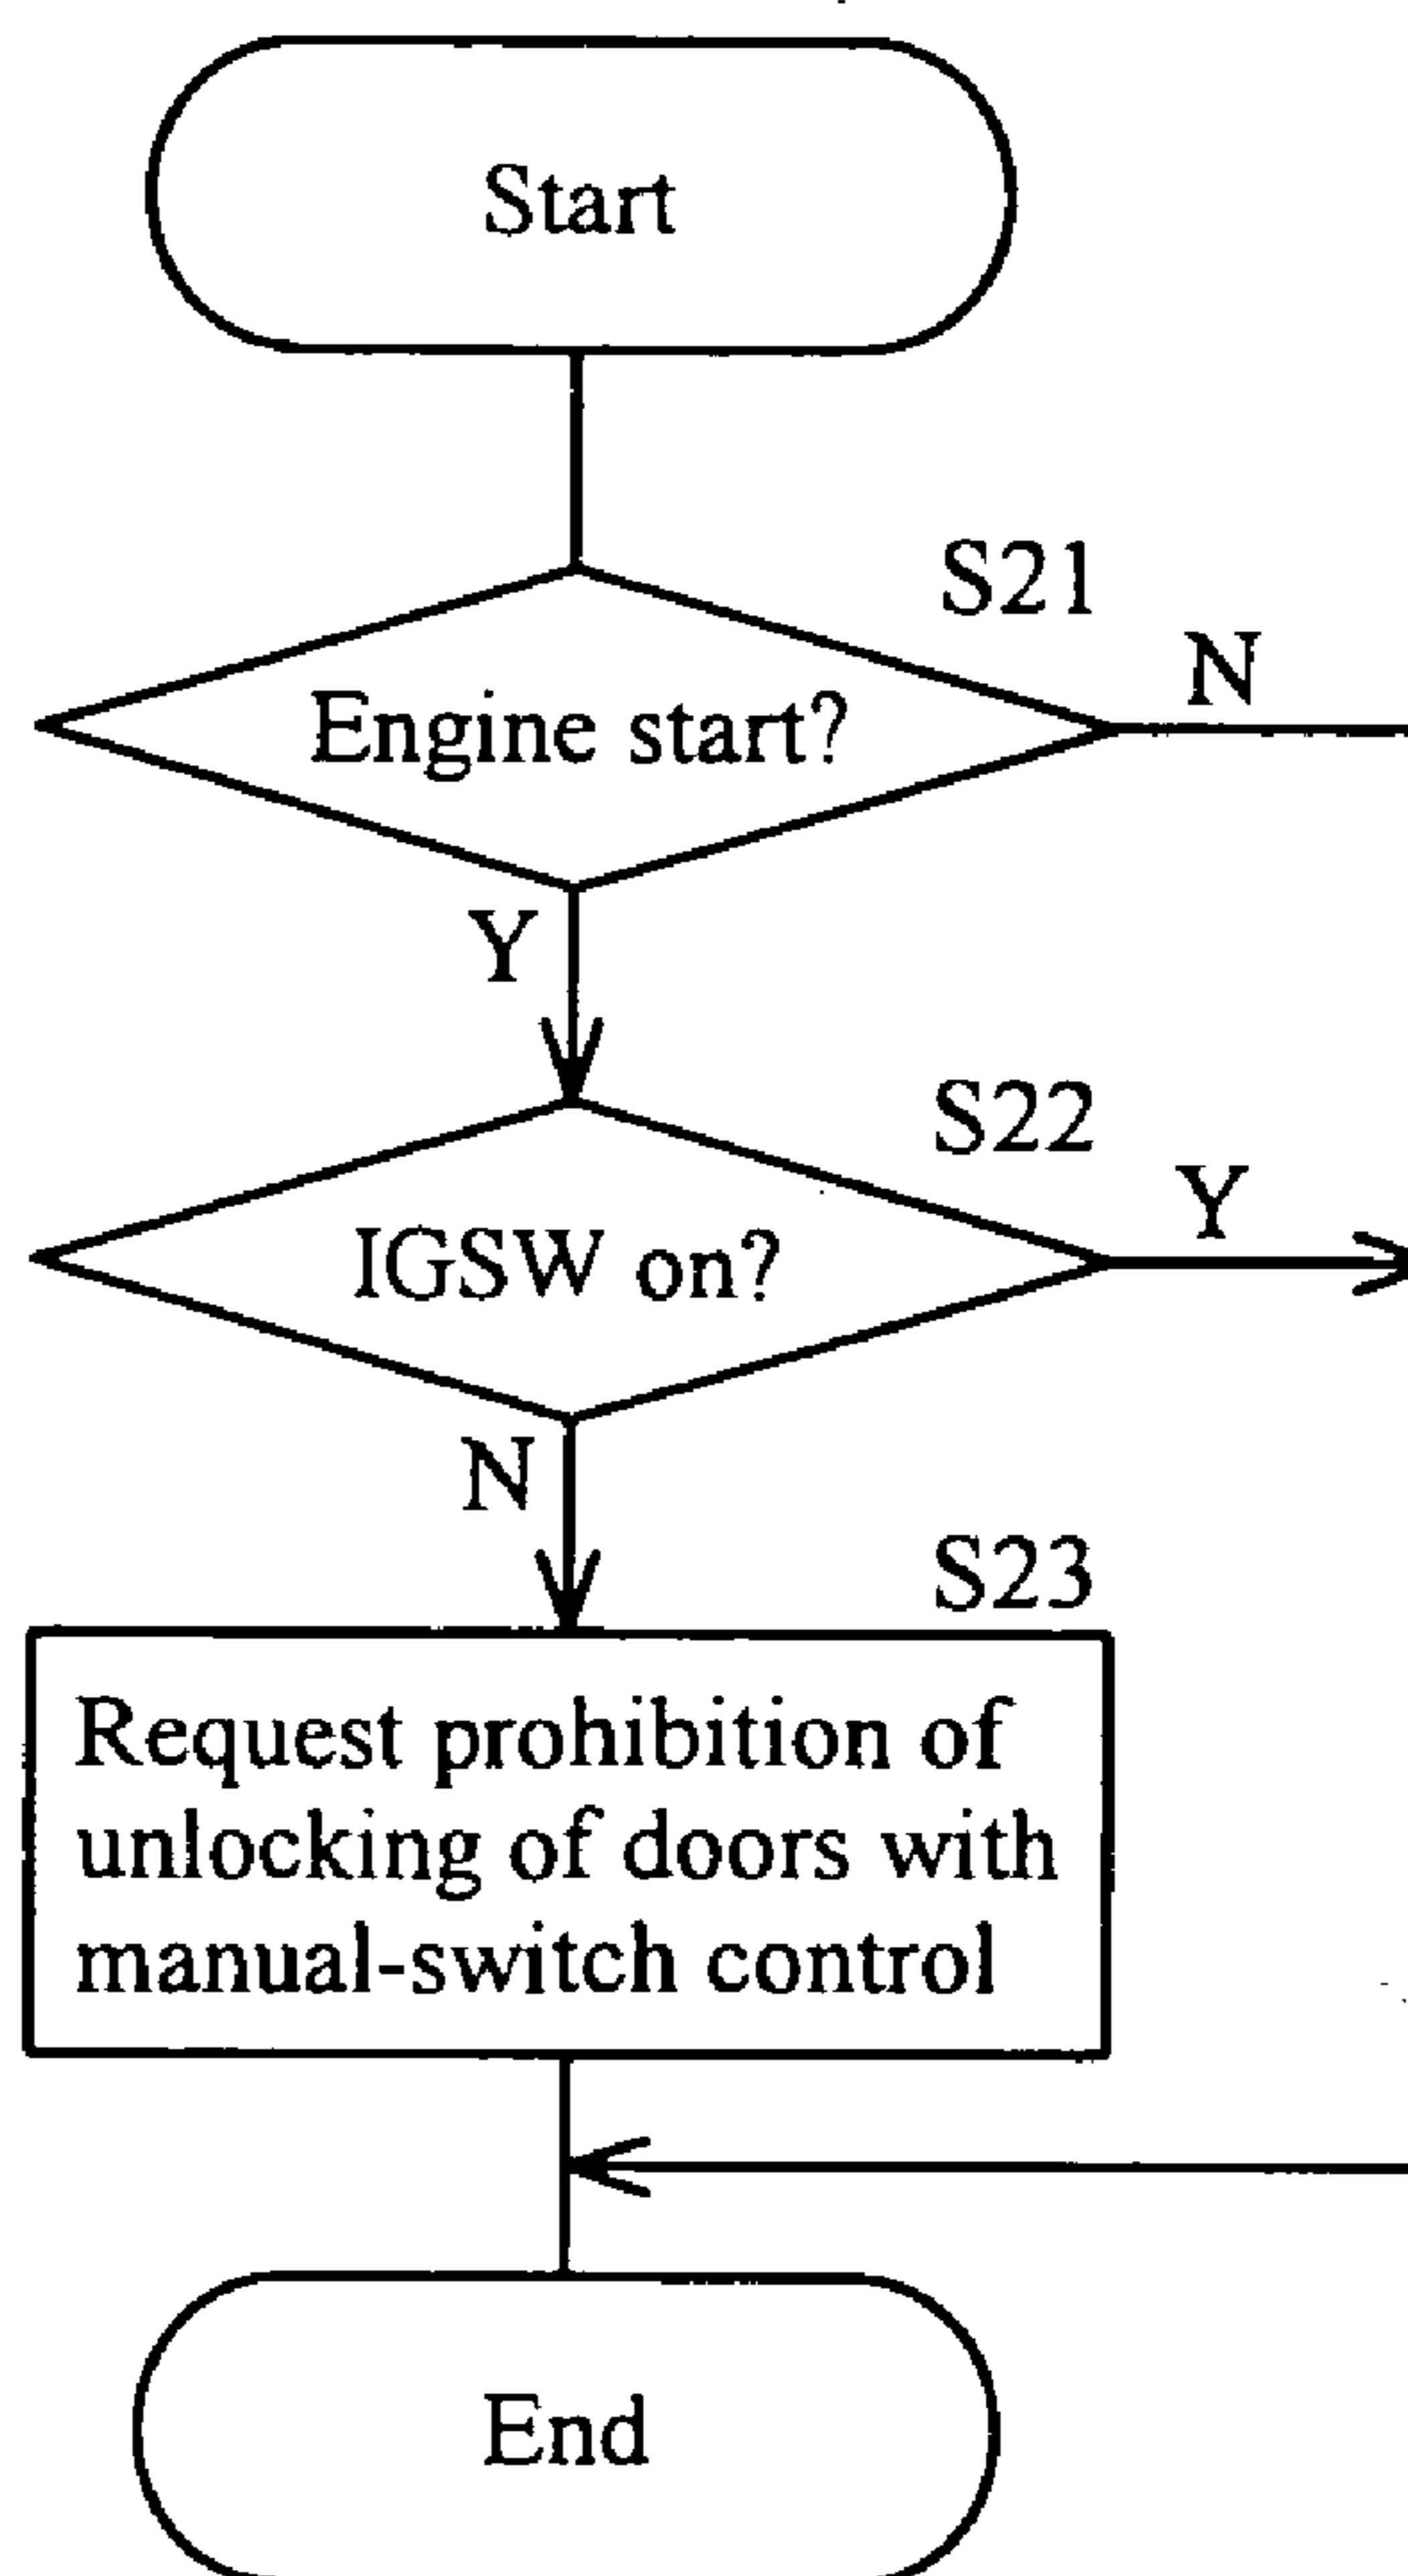 Start
S21
N
Engine start?
Y
S22
Y
IGSW on?
N
S23
Request prohibition of
unlocking of doors with
manual-switch control
End